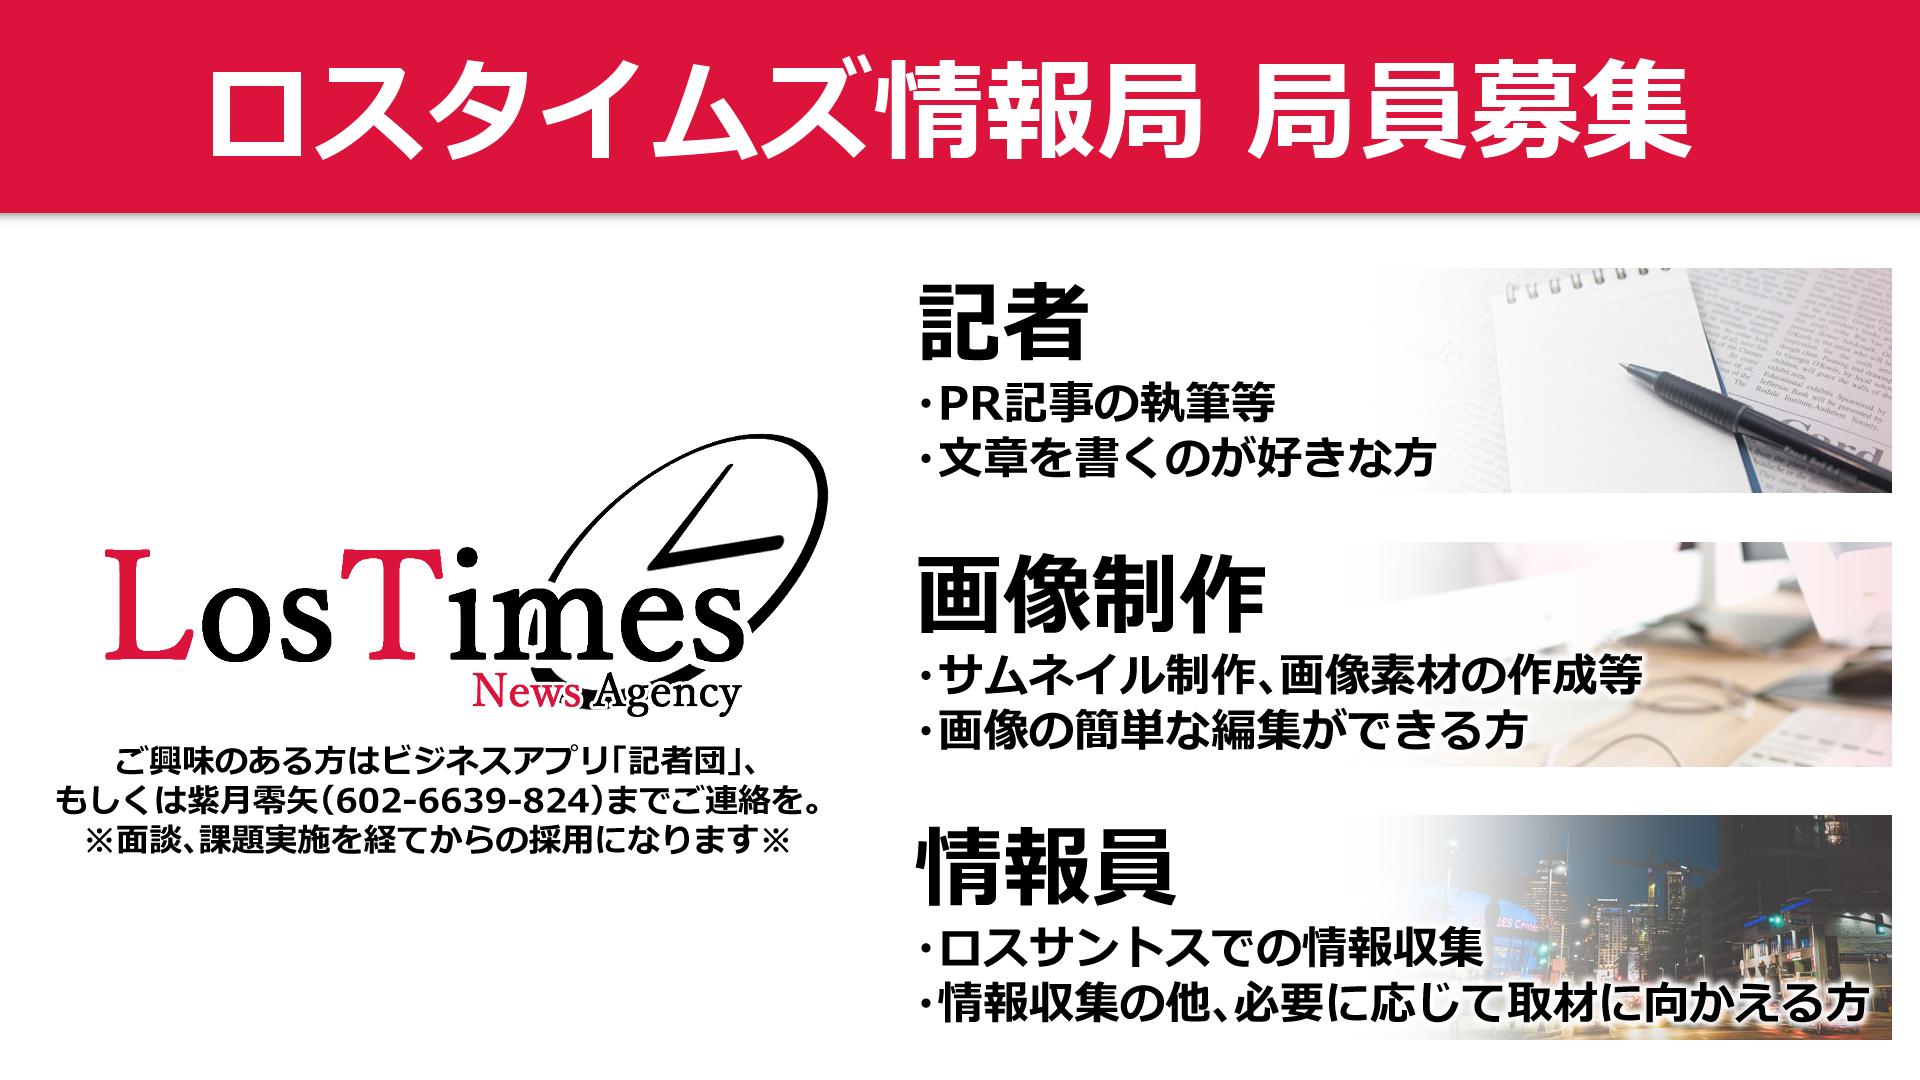 ロスタイムズ情報局 局員募集
LosTimes
News Agency
ご興味のある方はビジネスアプリ「記者団」、
もしくは紫月零矢（602-6639-824）までご連絡を。
※面談、課題実施を経てからの採用になります※
記者
・PR記事の執筆等
・文章を書くのが好きな方
画像制作
・サムネイル制作、画像素材の作成等
・画像の簡単な編集ができる方
情報員
・ロスサントスでの情報収集
・情報収集の他、必要に応じて取材に向かえる方